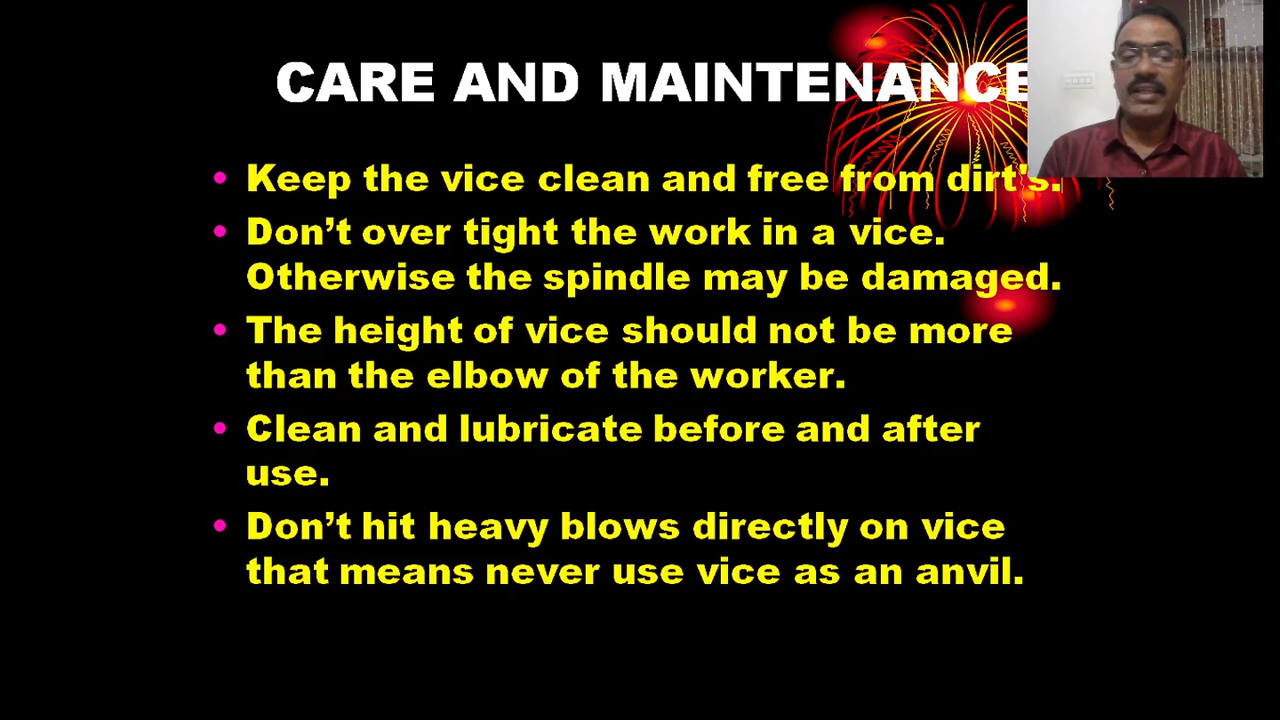 CARE AND MAINTENANCE
• Keep the vice clean and free from dirt's.
• Don’t over tight the work in a vice.
Otherwise the spindle may be damaged.
• The height of vice should not be more
than the elbow of the worker.
• Clean and lubricate before and after
use.
• Don’t hit heavy blows directly on vice
that means never use vice as an anvil.